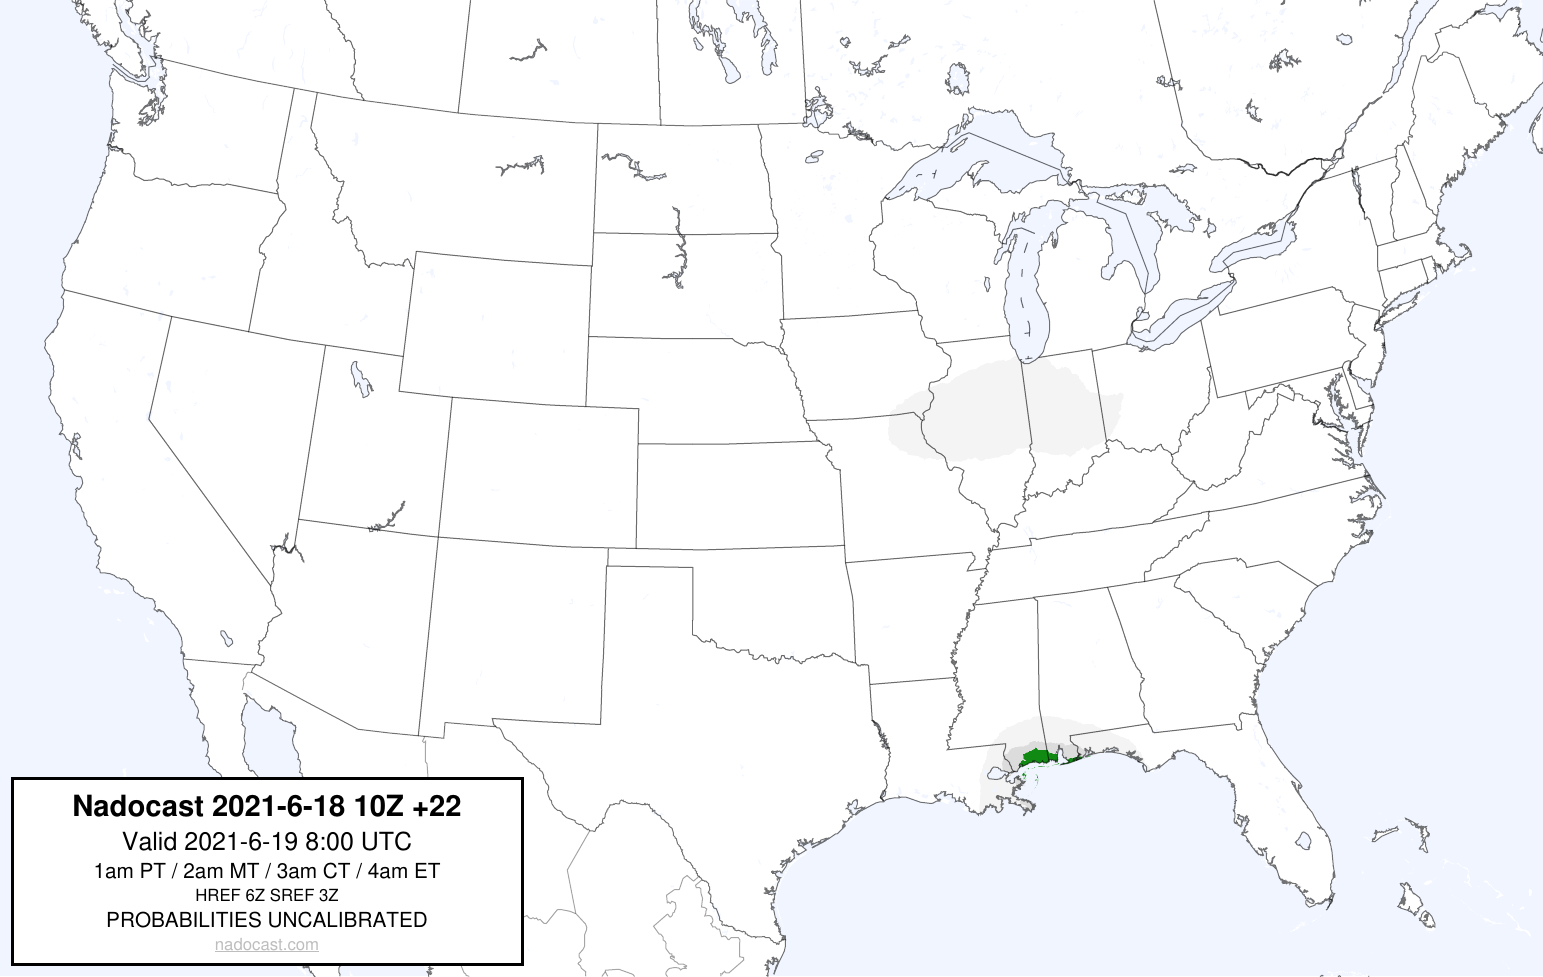 Nadocast 2021-6-18 10Z +22
Valid 2021-6-19 8:00 UTC
1am PT / 2am MT / 3am CT / 4am ET
HREF 6Z SREF 3Z
PROBABILITIES UNCALIBRATED
nadocast.com